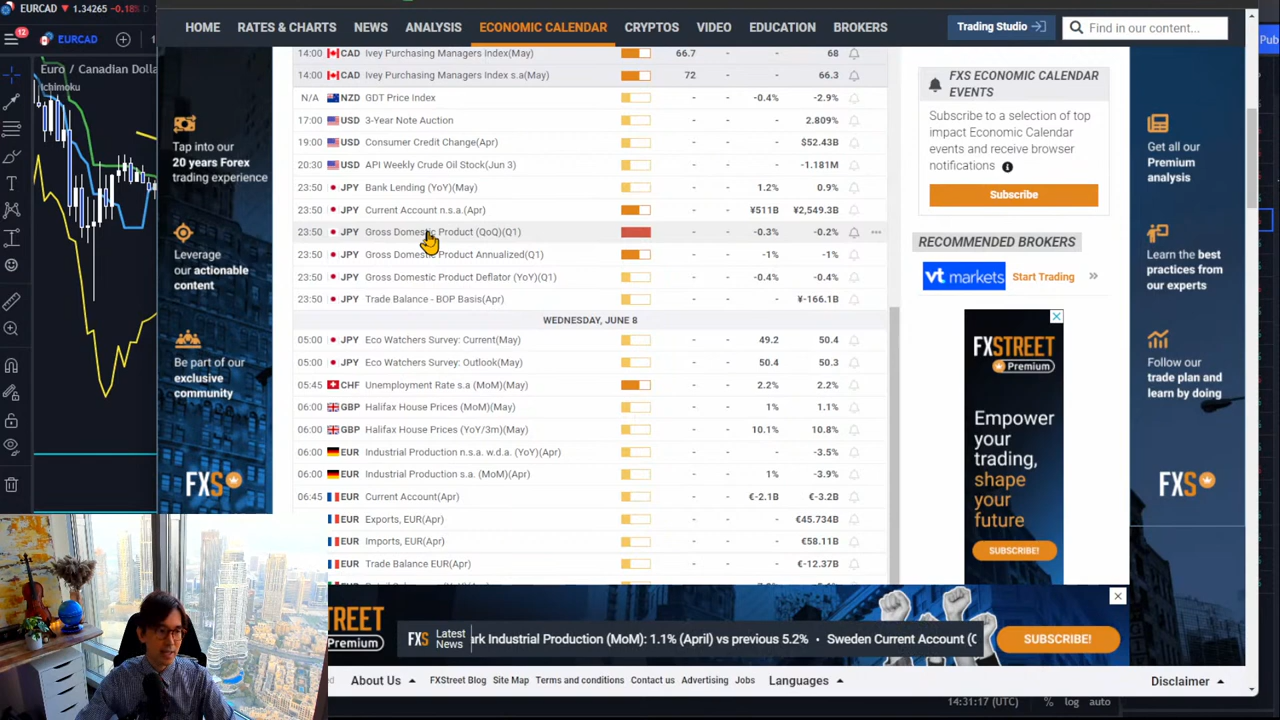 EURCAD ▼ 1.34265 -0.18%
12
EURCAD
Euro / Canadian Dolla
Ichimoku
HOME RATES & CHARTS NEWS ANALYSIS ECONOMIC CALENDAR CRYPTOS VIDEO EDUCATION BROKERS
Trading Studio
Find in our content...
Pub
Tap into our
20 years Forex
trading experience
Leverage
our actionable
content
Be part of our
exclusive
community
FXS
14:00 CAD Ivey Purchasing Managers Index(May) 66.7 - - 68
14:00 CAD Ivey Purchasing Managers Index s.a(May) 72 - - 66.3
N/A NZD GDT Price Index - - -0.4% -2.9%
17:00 USD 3-Year Note Auction - - - 2.809%
19:00 USD Consumer Credit Change(Apr) - - - $52.43B
20:30 USD API Weekly Crude Oil Stock(Jun 3) - - - -1.181M
23:50 JPY Bank Lending (YoY)(May) - - 1.2% 0.9%
23:50 JPY Current Account n.s.a.(Apr) - - ¥511B ¥2,549.3B
23:50 JPY Gross Domestic Product (QoQ)(Q1) - - -0.3% -0.2%
23:50 JPY Gross Domestic Product Annualized(Q1) - - -1% -1%
23:50 JPY Gross Domestic Product Deflator (YoY)(Q1) - - -0.4% -0.4%
23:50 JPY Trade Balance - BOP Basis(Apr) - - - ¥-166.1B
WEDNESDAY, JUNE 8
05:00 JPY Eco Watchers Survey: Current(May) - - 49.2 50.4
05:00 JPY Eco Watchers Survey: Outlook(May) - - 50.4 50.3
05:45 CHF Unemployment Rate s.a (MoM)(May) - - 2.2% 2.2%
06:00 GBP Halifax House Prices (MoM)(May) - - 1% 1.1%
06:00 GBP Halifax House Prices (YoY/3m)(May) - - 10.1% 10.8%
06:00 EUR Industrial Production n.s.a. w.d.a. (YoY)(Apr) - - - -3.5%
06:00 EUR Industrial Production s.a. (MoM)(Apr) - - 1% -3.9%
06:45 EUR Current Account(Apr) - - €-2.1B €-3.2B
EUR Exports, EUR(Apr) - - - €45.734B
EUR Imports, EUR(Apr) - - - €58.11B
EUR Trade Balance EUR(Apr) - - - €-12.37B
FXS ECONOMIC CALENDAR
EVENTS
Subscribe to a selection of top
impact Economic Calendar
events and receive browser
notifications
Subscribe
RECOMMENDED BROKERS
vt markets Start Trading
FXSTREET
Premium
Empower
your
trading,
shape
your
future
SUBSCRIBE!
Get all our
Premium
analysis
Learn the best
practices from
our experts
Follow our
trade plan and
learn by doing
FXS
TREET
Premium
FXS Latest News
rk Industrial Production (MoM): 1.1% (April) vs previous 5.2% • Sweden Current Account (Q
SUBSCRIBE!
About Us FXStreet Blog Site Map Terms and conditions Contact us Advertising Jobs Languages Disclaimer
14:31:17 (UTC) % log auto